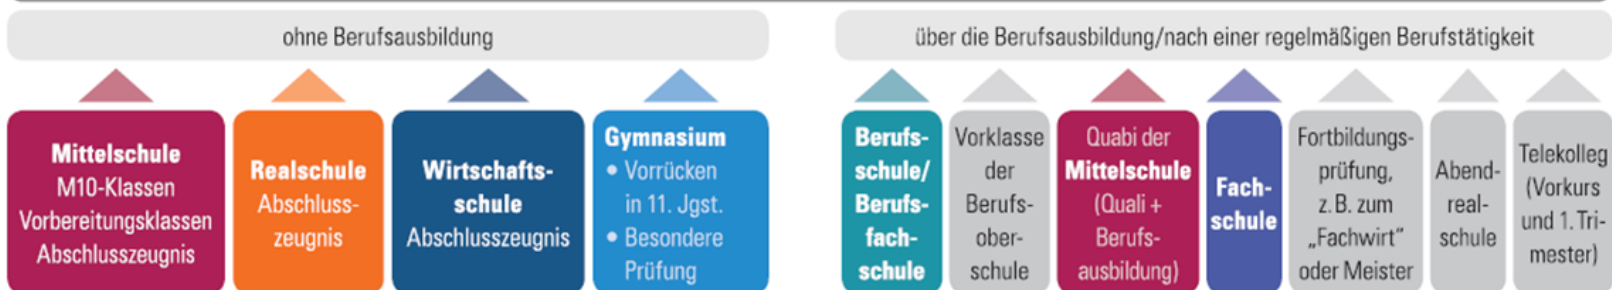 ohne Berufsausbildung
über die Berufsausbildung/nach einer regelmäßigen Berufstätigkeit
Mittelschule
M10-Klassen
Vorbereitungsklassen
Abschlusszeugnis
Realschule
Abschluss-
zeugnis
Wirtschafts-
schule
Abschlusszeugnis
Gymnasium
• Vorrücken
in 11. Jgst.
• Besondere
Prüfung
Berufs-
schule/
Berufs-
fach-
schule
Vorklasse
der
Berufs-
ober-
schule
Quabi der
Mittelschule
(Quali +
Berufs-
ausbildung)
Fach-
schule
Fortbildungs-
prüfung,
z. B. zum
„Fachwirt“
oder Meister
Abend-
real-
schule
Telekolleg
(Vorkurs
und 1. Tri-
mester)